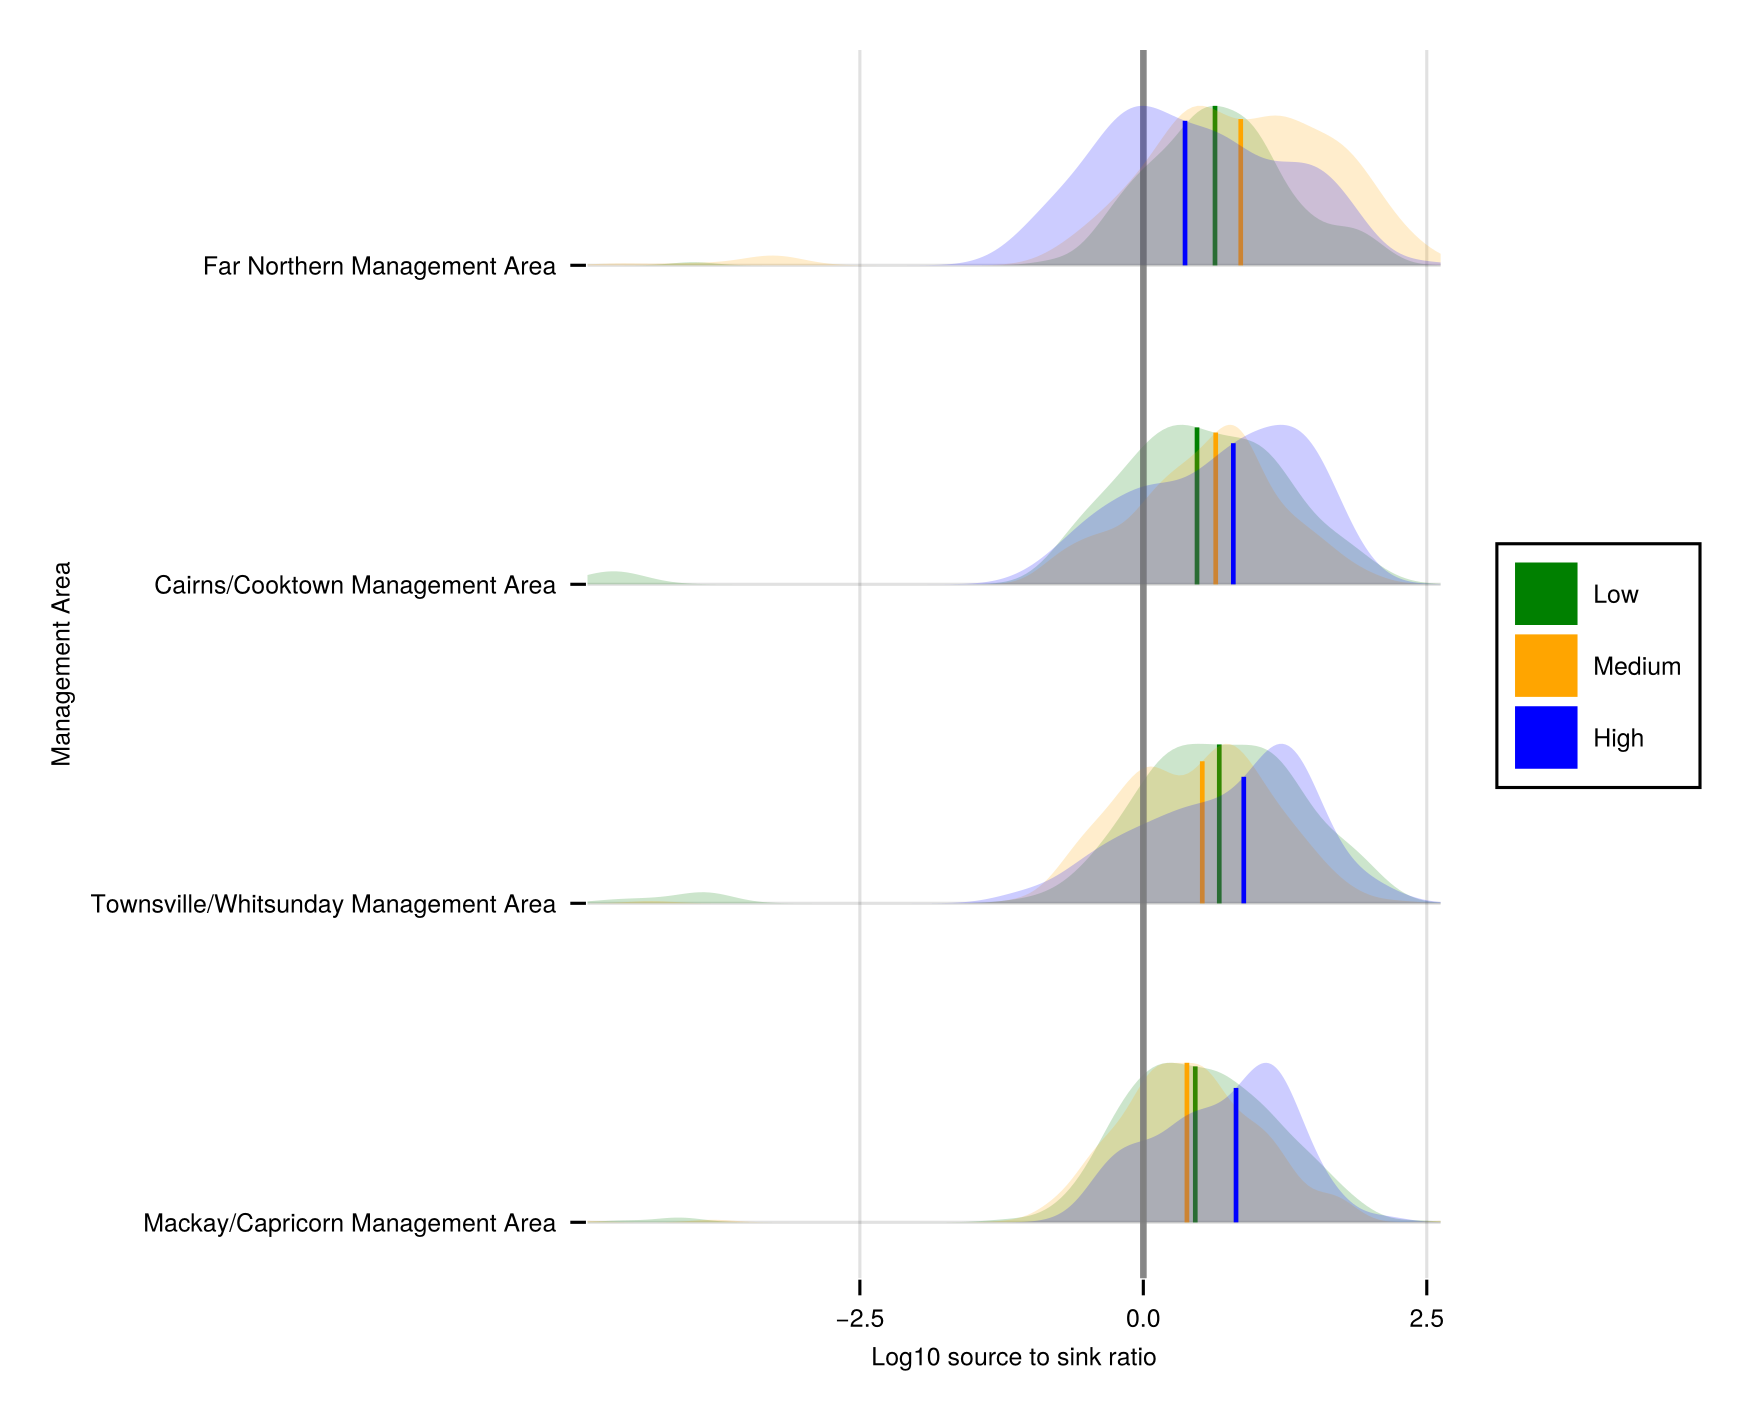 Far Northern Management Area
Cairns/Cooktown Management Area
Townsville/Whitsunday Management Area
Mackay/Capricorn Management Area
Management Area
−2.5
0.0
2.5
Log10 source to sink ratio
Low
Medium
High